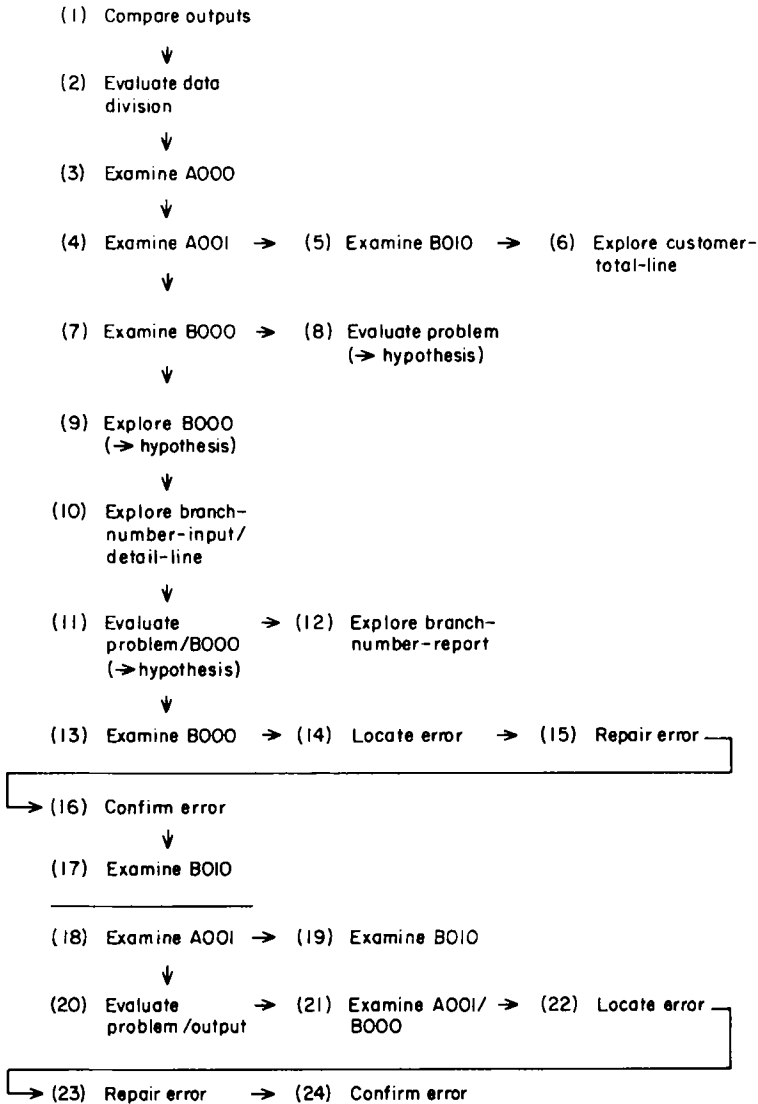 (1) Compare outputs
(2) Evaluate data
division
(3) Examine A000
(4) Examine A001 → (5) Examine B010 → (6) Explore customer-
total-line
(7) Examine B000 → (8) Evaluate problem
(→ hypothesis)
(9) Explore B000
(→ hypothesis)
(10) Explore branch-
number-input/
detail-line
(11) Evaluate → (12) Explore branch-
problem/B000 number-report
(→ hypothesis)
(13) Examine B000 → (14) Locate error → (15) Repair error
(16) Confirm error
(17) Examine B010
(18) Examine A001 → (19) Examine B010
(20) Evaluate → (21) Examine A001/ → (22) Locate error
problem/output B000
(23) Repair error → (24) Confirm error